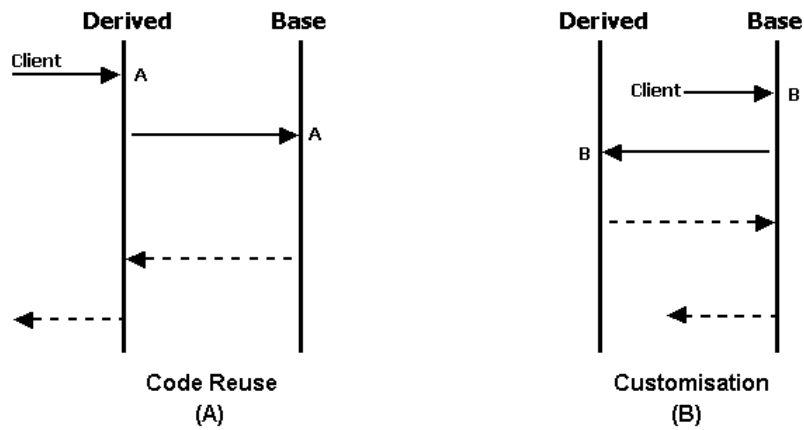 Derived Base
Client
A
A
Code Reuse
(A)
Derived Base
Client
B
B
Customisation
(B)